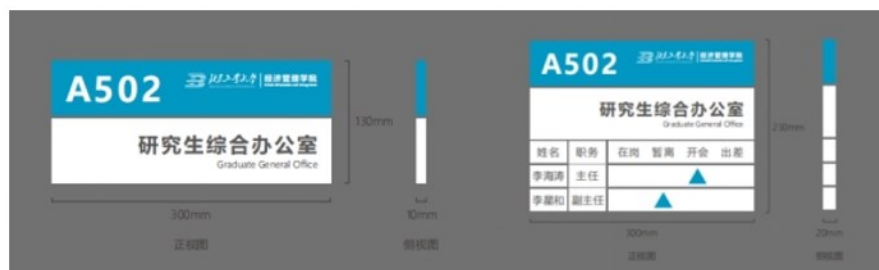 A502
经济管理学院
研究生综合办公室
Graduate General Office
130mm
300mm
10mm
正视图
侧视图
A502
经济管理学院
研究生综合办公室
Graduate General Office
姓名 职务 在岗 暂离 开会 出差
李海涛 主任
李星和 副主任
210mm
300mm
20mm
正视图
侧视图